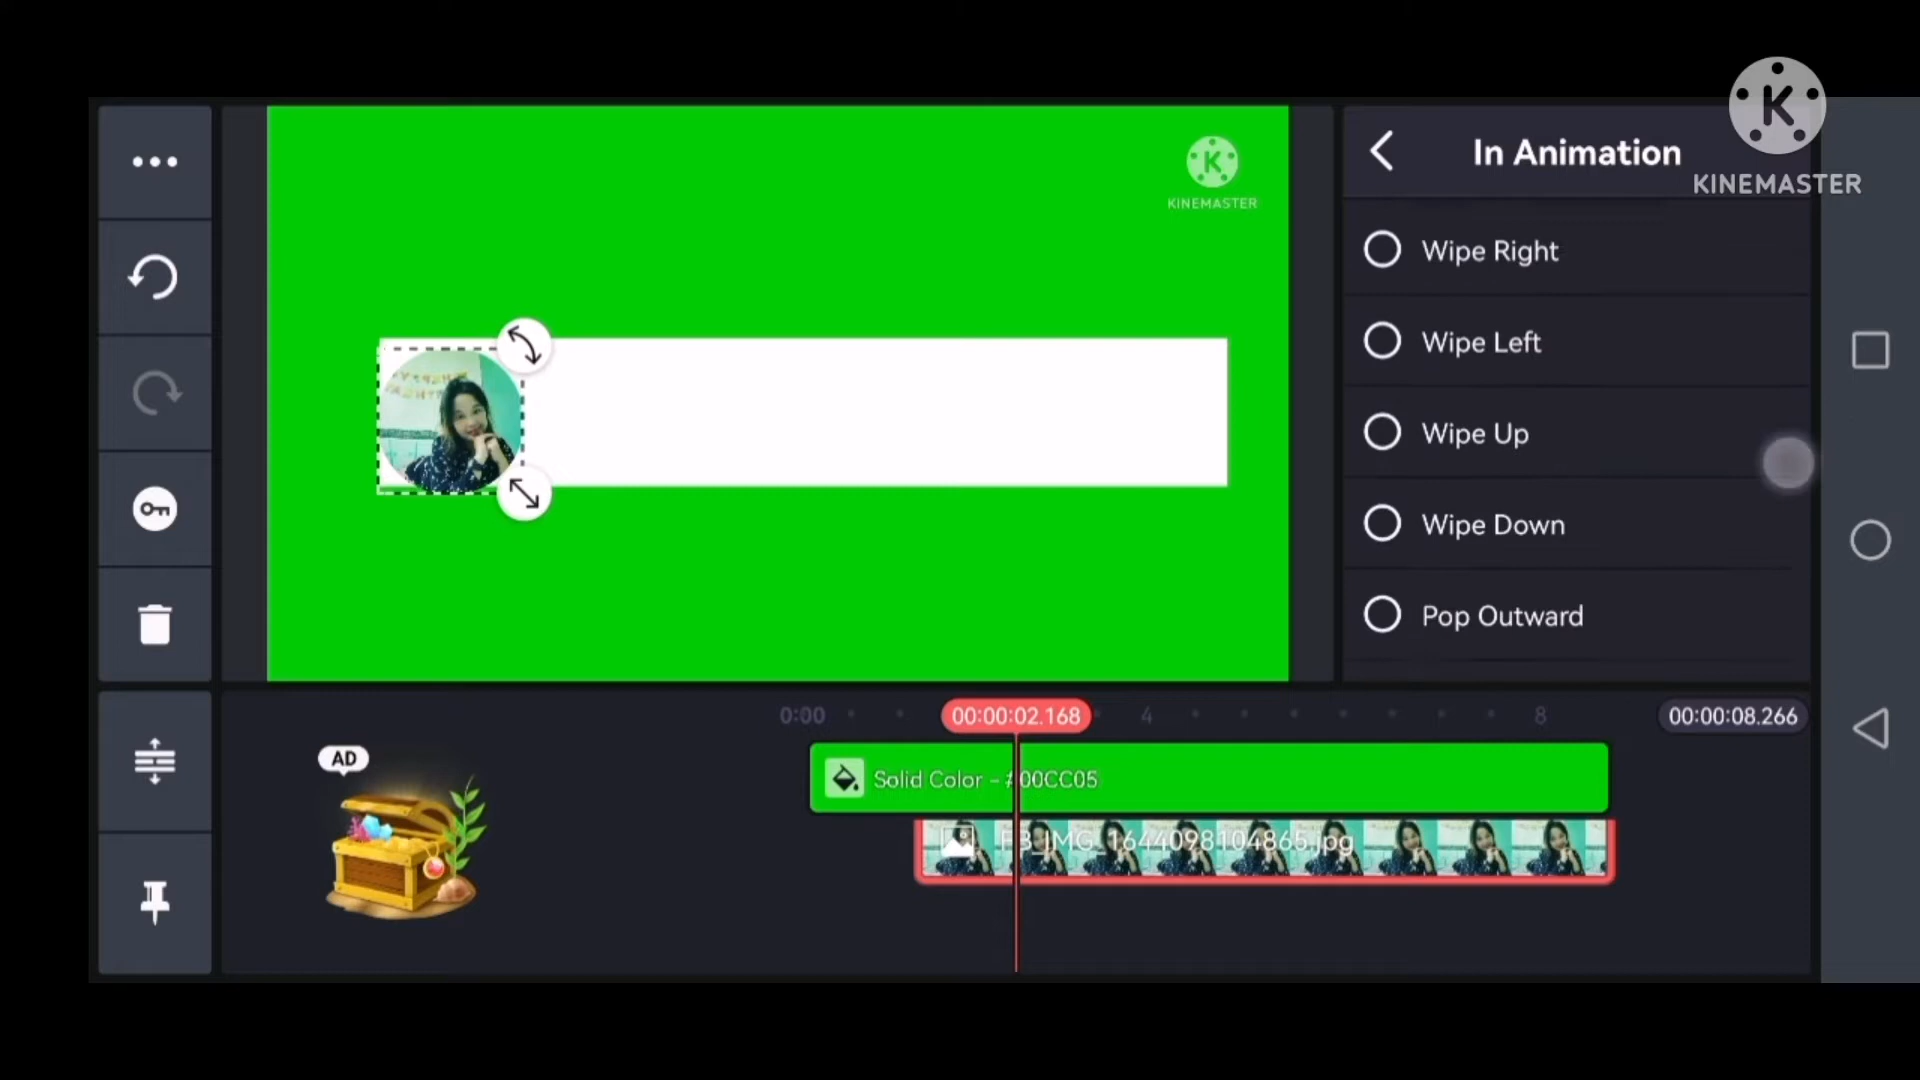 KINEMASTER
In Animation
KINEMASTER
Wipe Right
Wipe Left
Wipe Up
Wipe Down
Pop Outward
0:00
00:00:02.168
4
8
00:00:08.266
AD
Solid Color - #00CC05
FB_IMG_1644098104865.jpg